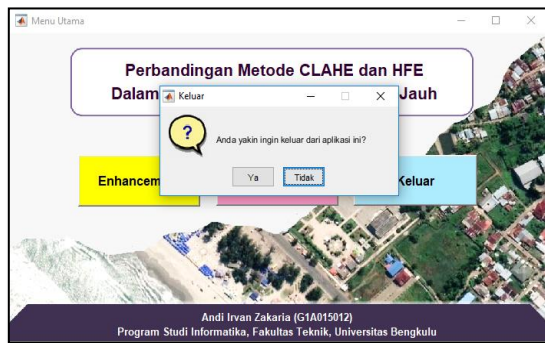 Menu Utama
Perbandingan Metode CLAHE dan HFE
Dalam Jauh
Keluar
Anda yakin ingin keluar dari aplikasi ini?
Ya Tidak
Enhancem Keluar
Andi Irvan Zakaria (G1A015012)
Program Studi Informatika, Fakultas Teknik, Universitas Bengkulu